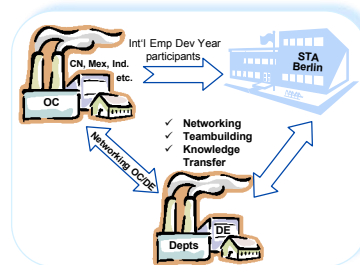 Int'l Emp Dev Year
participants
CN, Mex, Ind.
etc.
OC
STA
Berlin
✓ Networking
✓ Teambuilding
✓ Knowledge
Transfer
Networking OC/DE
DE
Depts